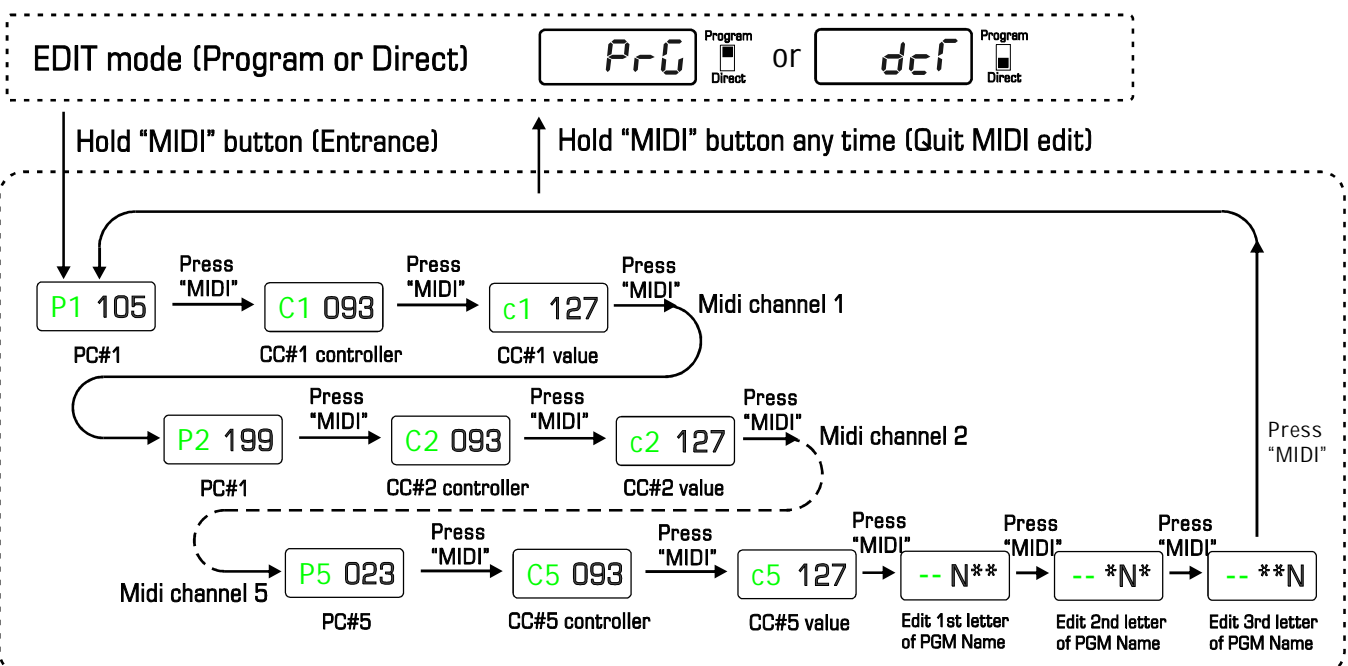 EDIT mode (Program or Direct)
PrG
Program
Direct
or
dcT
Program
Direct
Hold “MIDI” button (Entrance)
Hold “MIDI” button any time (Quit MIDI edit)
P1 105
PC#1
Press
“MIDI”
C1 093
CC#1 controller
Press
“MIDI”
c1 127
CC#1 value
Press
“MIDI”
Midi channel 1
P2 199
PC#1
Press
“MIDI”
C2 093
CC#2 controller
Press
“MIDI”
c2 127
CC#2 value
Press
“MIDI”
Midi channel 2
Press
“MIDI”
Midi channel 5
P5 023
PC#5
Press
“MIDI”
C5 093
CC#5 controller
Press
“MIDI”
c5 127
CC#5 value
Press
“MIDI”
-- N**
Edit 1st letter
of PGM Name
Press
“MIDI”
-- *N*
Edit 2nd letter
of PGM Name
Press
“MIDI”
-- **N
Edit 3rd letter
of PGM Name